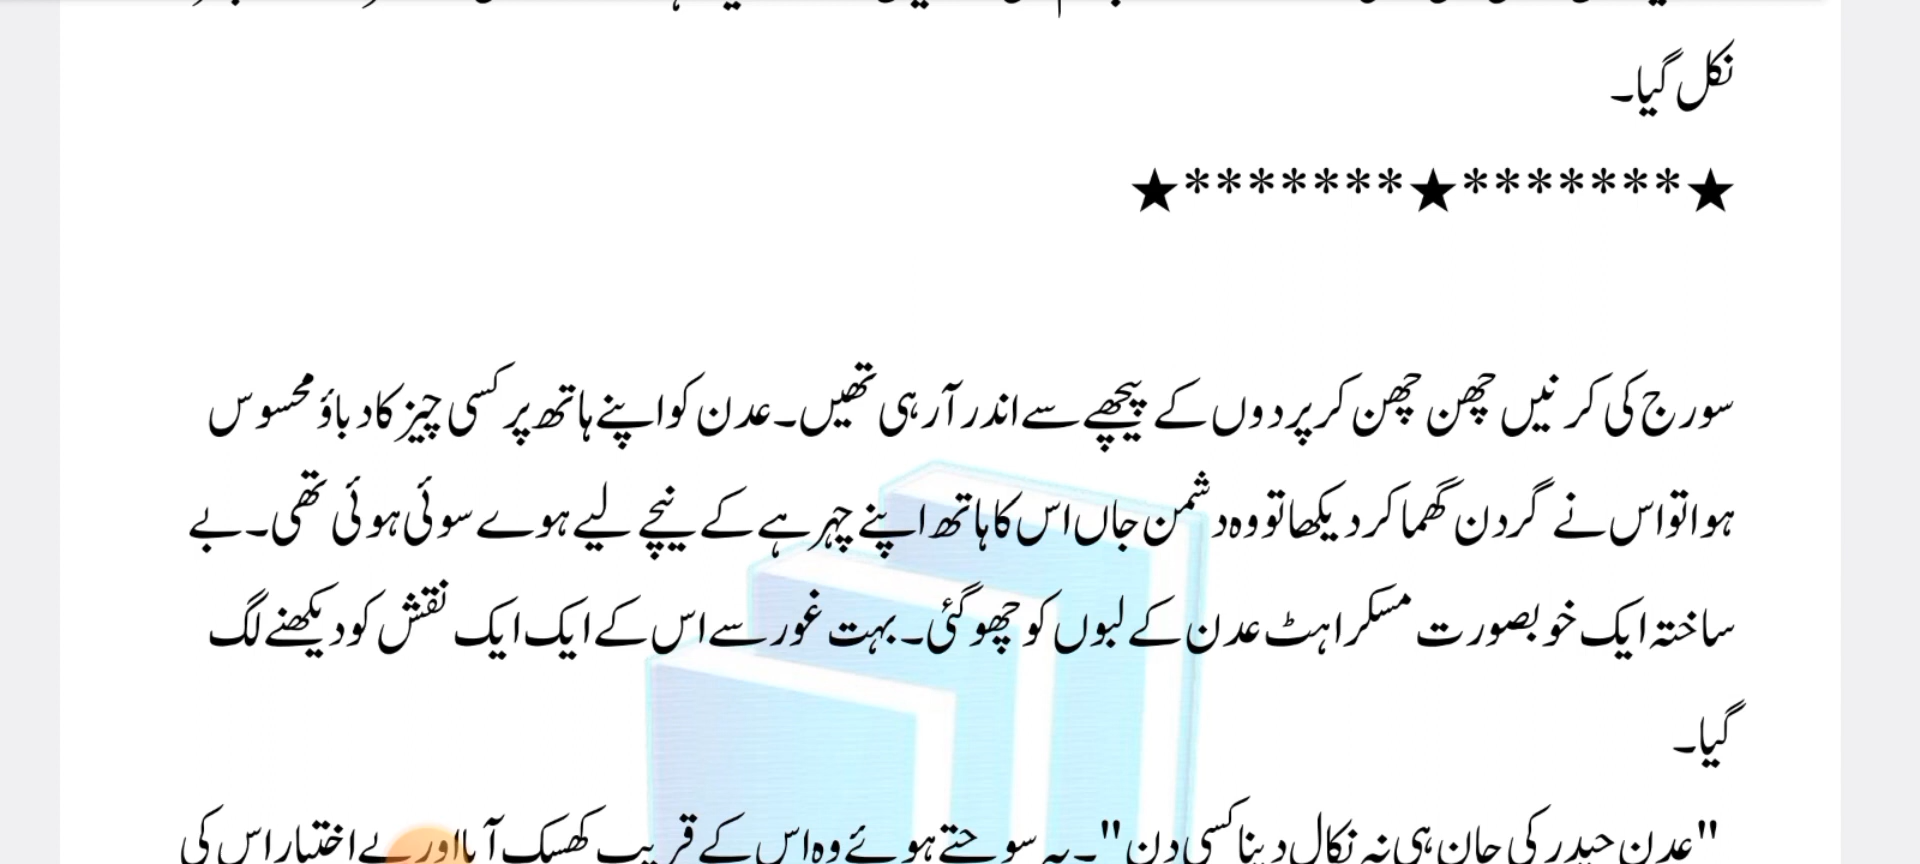 نکل گیا۔
★*******★*******★
سورج کی کرنیں چھن چھن کر پردوں کے پیچھے سے اندر آرہی تھیں۔ عدن کو اپنے ہاتھ پر کسی چیز کا دباؤ محسوس
ہوا تو اس نے گردن گھما کر دیکھا تو وہ دشمن جاں اس کا ہاتھ اپنے چہرہے کے نیچے لیے ہوے سوئی ہوئی تھی۔ بے
ساختہ ایک خوبصورت مسکراہٹ عدن کے لبوں کو چھو گئی۔ بہت غور سے اس کے ایک ایک نقش کو دیکھنے لگ
گیا۔
"عدن حیدر کی جان ہی نہ نکال دینا کسی دن"۔ یہ سوچتے ہوئے وہ اس کے قریب کھسک آیا اور بے اختیار اس کی